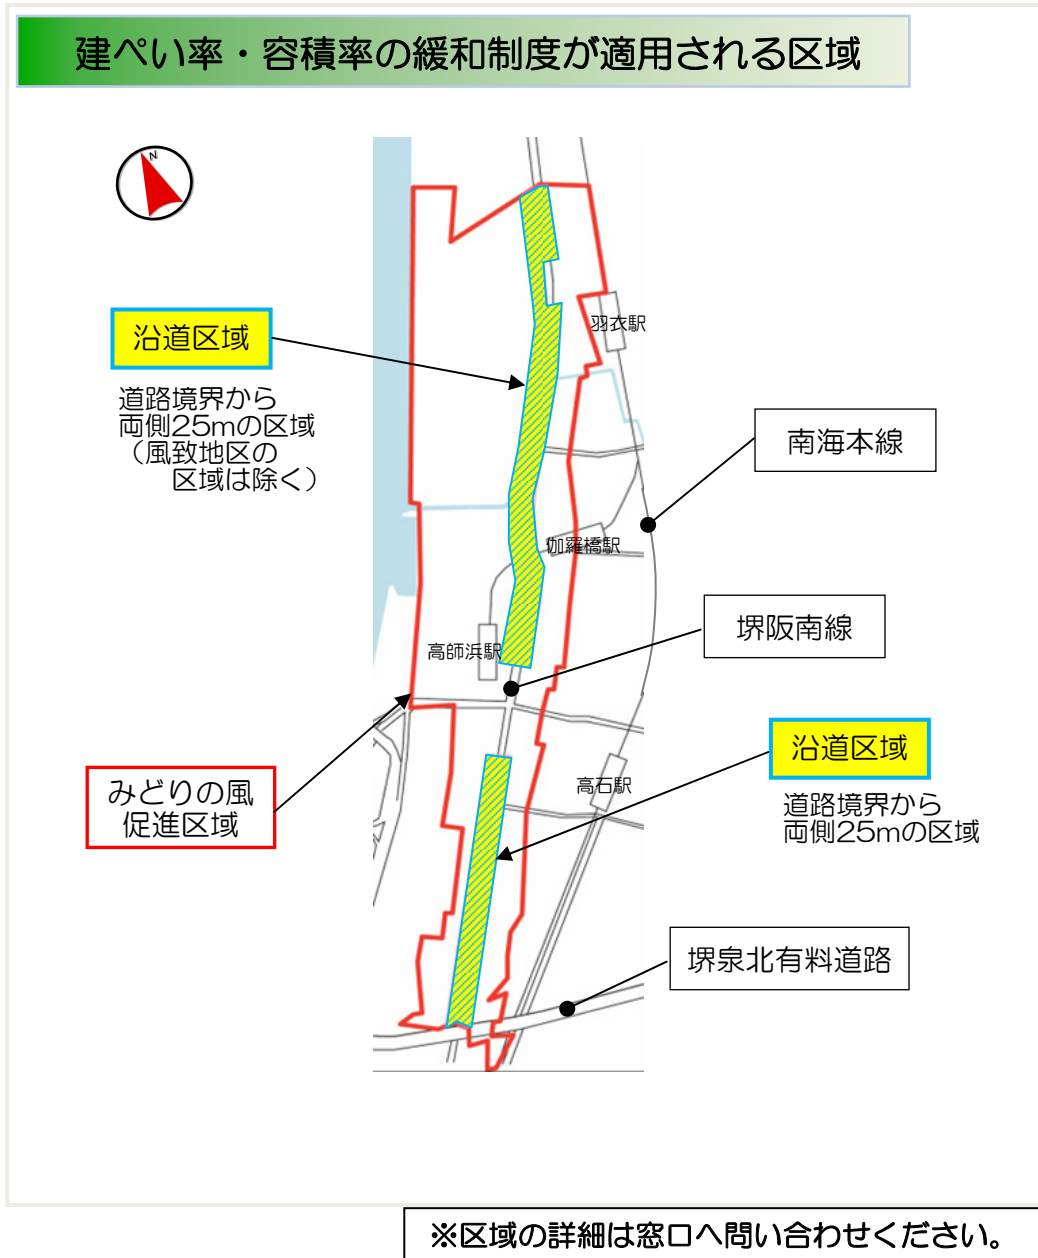 建ぺい率・容積率の緩和制度が適用される区域
N
沿道区域
道路境界から
両側25mの区域
（風致地区の
区域は除く）
羽衣駅
南海本線
伽羅橋駅
堺阪南線
高師浜駅
沿道区域
道路境界から
両側25mの区域
高石駅
みどりの風
促進区域
堺泉北有料道路
※区域の詳細は窓口へ問い合わせください。